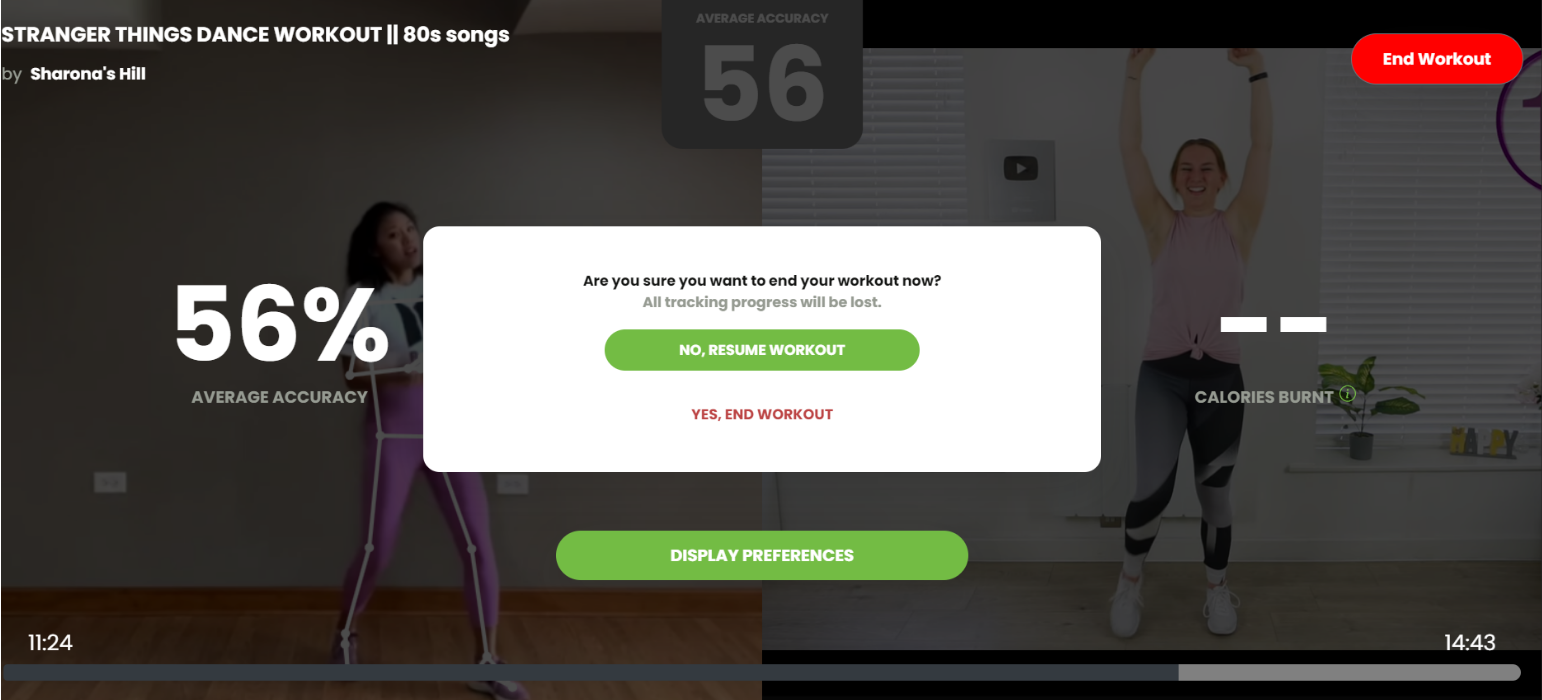 STRANGER THINGS DANCE WORKOUT || 80s songs
by Sharona's Hill
AVERAGE ACCURACY
56
End Workout
56%
AVERAGE ACCURACY
Are you sure you want to end your workout now?
All tracking progress will be lost.
NO, RESUME WORKOUT
YES, END WORKOUT
-- 
CALORIES BURNT i
DISPLAY PREFERENCES
11:24
14:43